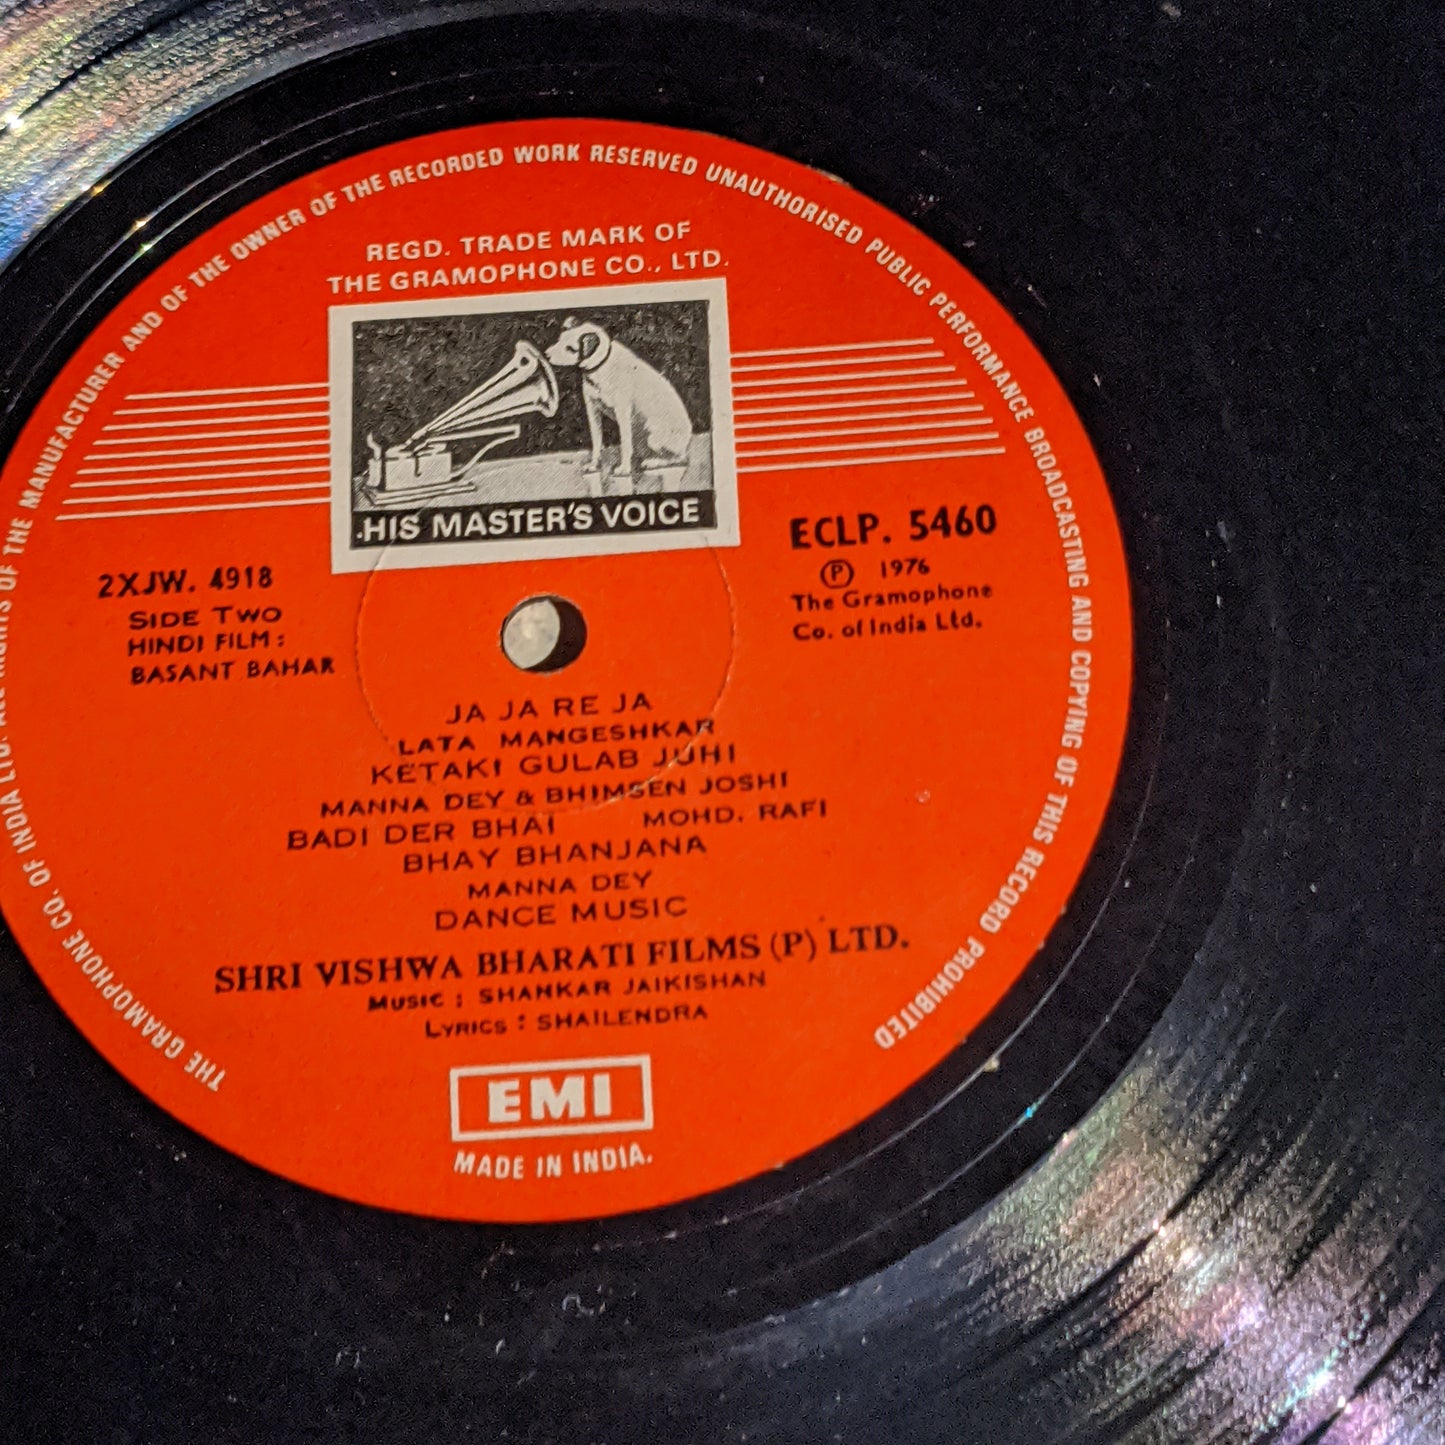 THE GRAMOPHONE CO. OF INDIA LTD. ALL RIGHTS OF THE MANUFACTURER AND OF THE OWNER OF THE RECORDED WORK RESERVED UNAUTHORISED PUBLIC PERFORMANCE BROADCASTING AND COPYING OF THIS RECORD PROHIBITED
REGD. TRADE MARK OF
THE GRAMOPHONE CO., LTD.
HIS MASTER'S VOICE
2XJW. 4918
SIDE TWO
HINDI FILM :
BASANT BAHAR
ECLP. 5460
Ⓟ 1976
The Gramophone
Co. of India Ltd.
JA JA RE JA
LATA MANGESHKAR
KETAKI GULAB JUHI
MANNA DEY & BHIMSEN JOSHI
BADI DER BHAI MOHD. RAFI
BHAY BHANJANA
MANNA DEY
DANCE MUSIC
SHRI VISHWA BHARATI FILMS (P) LTD.
MUSIC : SHANKAR JAIKISHAN
LYRICS : SHAILENDRA
EMI
MADE IN INDIA.